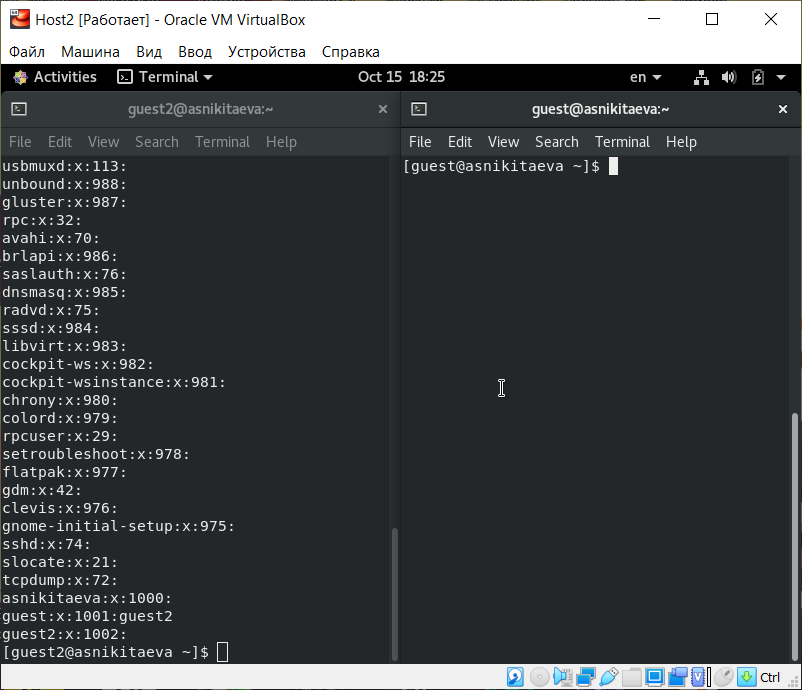 Host2 [Работает] - Oracle VM VirtualBox
Файл Машина Вид Ввод Устройства Справка
Activities Terminal Oct 15 18:25 en
guest2@asnikitaeva:~
File Edit View Search Terminal Help
usbmuxd:x:113:
unbound:x:988:
gluster:x:987:
rpc:x:32:
avahi:x:70:
brlapi:x:986:
saslauth:x:76:
dnsmasq:x:985:
radvd:x:75:
sssd:x:984:
libvirt:x:983:
cockpit-ws:x:982:
cockpit-wsinstance:x:981:
chrony:x:980:
colord:x:979:
rpcuser:x:29:
setroubleshoot:x:978:
flatpak:x:977:
gdm:x:42:
clevis:x:976:
gnome-initial-setup:x:975:
sshd:x:74:
slocate:x:21:
tcpdump:x:72:
asnikitaeva:x:1000:
guest:x:1001:guest2
guest2:x:1002:
[guest2@asnikitaeva ~]$
guest@asnikitaeva:~
File Edit View Search Terminal Help
[guest@asnikitaeva ~]$
Ctrl